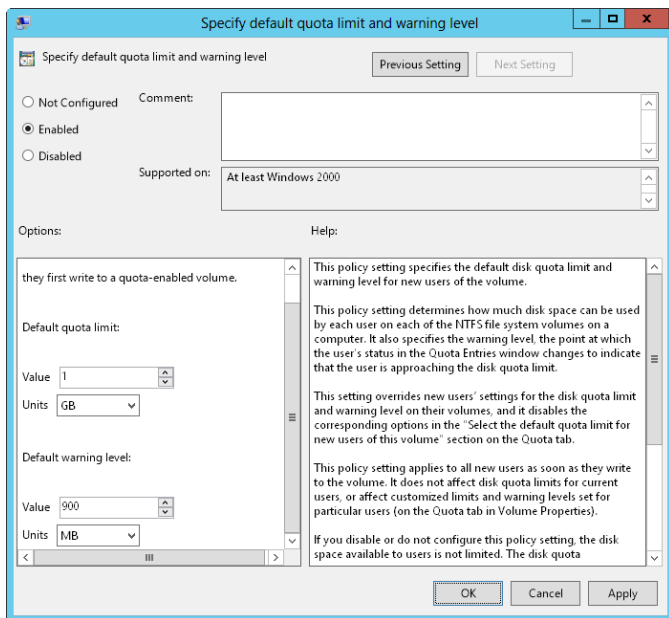 Specify default quota limit and warning level
Specify default quota limit and warning level
Previous Setting
Next Setting
Not Configured
Comment:
Enabled
Disabled
Supported on:
At least Windows 2000
Options:
Help:
they first write to a quota-enabled volume.
Default quota limit:
Value 1
Units GB
Default warning level:
Value 900
Units MB
This policy setting specifies the default disk quota limit and
warning level for new users of the volume.
This policy setting determines how much disk space can be used
by each user on each of the NTFS file system volumes on a
computer. It also specifies the warning level, the point at which
the user's status in the Quota Entries window changes to indicate
that the user is approaching the disk quota limit.
This setting overrides new users' settings for the disk quota limit
and warning level on their volumes, and it disables the
corresponding options in the "Select the default quota limit for
new users of this volume" section on the Quota tab.
This policy setting applies to all new users as soon as they write
to the volume. It does not affect disk quota limits for current
users, or affect customized limits and warning levels set for
particular users (on the Quota tab in Volume Properties).
If you disable or do not configure this policy setting, the disk
space available to users is not limited. The disk quota
OK
Cancel
Apply